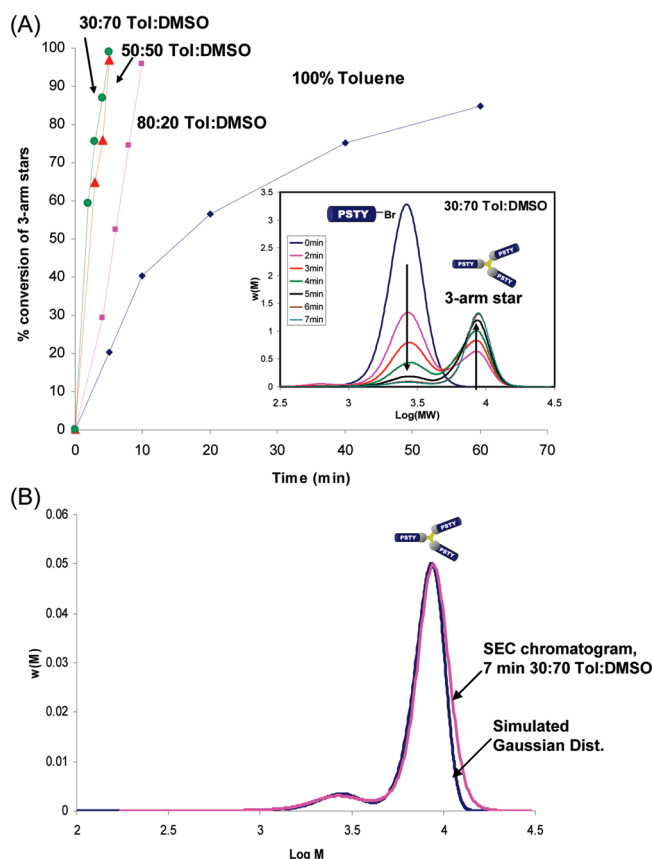 (A)
30:70 Tol:DMSO
50:50 Tol:DMSO
80:20 Tol:DMSO
100% Toluene
% conversion of 3-arm stars
100
90
80
70
60
50
40
30
20
10
0
0 10 20 30 40 50 60 70
Time (min)
30:70 Tol:DMSO
PSTY Br
PSTY PSTY PSTY
3-arm star
0min
2min
3min
4min
5min
6min
7min
w(M)
3.5
3
2.5
2
1.5
1
0.5
0
2.5 3 3.5 4 4.5
Log(MW)
(B)
PSTY PSTY PSTY
w(M)
0.06
0.05
0.04
0.03
0.02
0.01
0
SEC chromatogram,
7 min 30:70 Tol:DMSO
Simulated
Gaussian Dist.
2 2.5 3 3.5 4 4.5
Log M